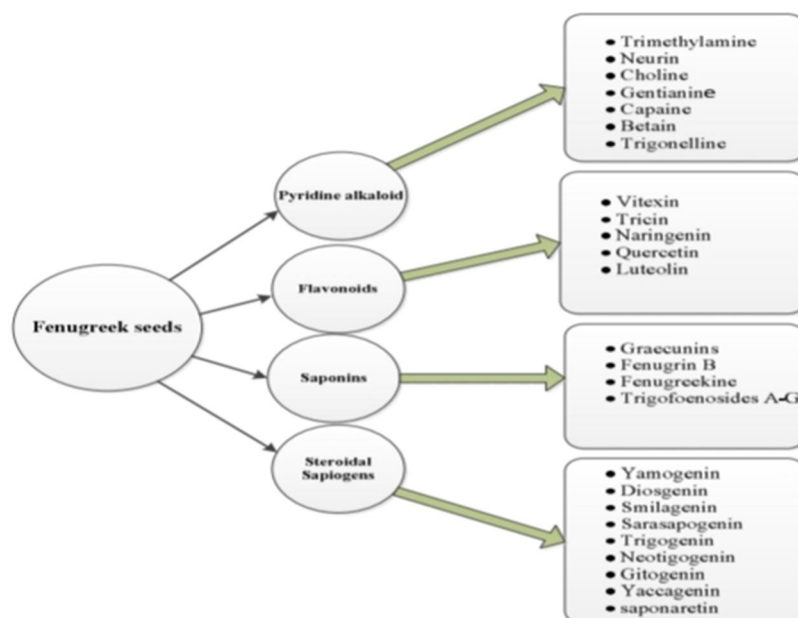 Fenugreek seeds
Pyridine alkaloid
Flavonoids
Saponins
Steroidal
Sapiogens
● Trimethylamine
● Neurin
● Choline
● Gentianine
● Capaine
● Betain
● Trigonelline
● Vitexin
● Tricin
● Naringenin
● Quercetin
● Luteolin
● Graecunins
● Fenugrin B
● Fenugreekine
● Trigofoenosides A-G
● Yamogenin
● Diosgenin
● Smilagenin
● Sarasapogenin
● Trigogenin
● Neotigogenin
● Gitogenin
● Yaccagenin
● saponaretin